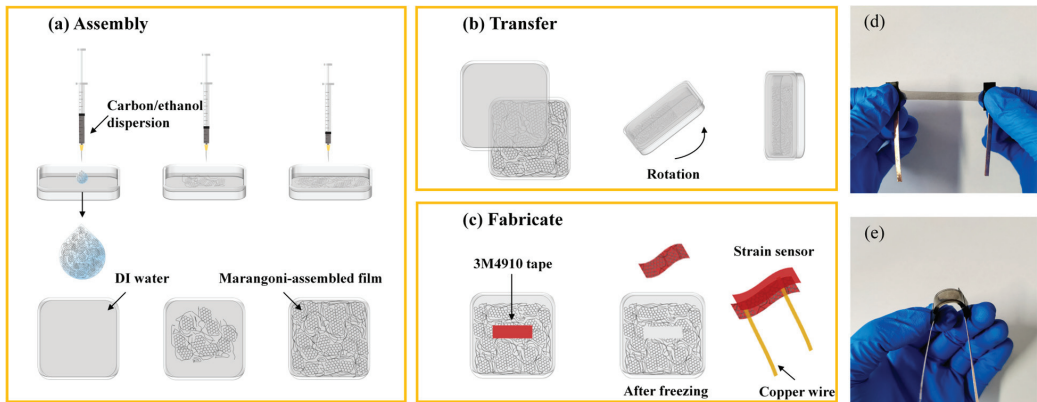 (a) Assembly
Carbon/ethanol
dispersion
DI water
Marangoni-assembled film
(b) Transfer
Rotation
(c) Fabricate
3M4910 tape
After freezing
Strain sensor
Copper wire
(d)
(e)